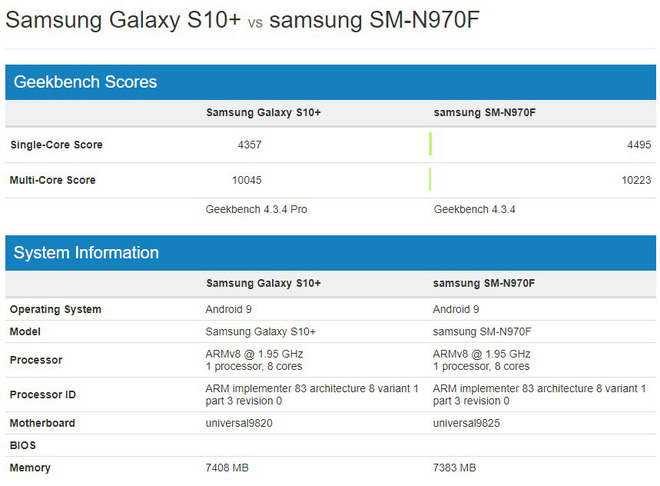 Samsung Galaxy S10+ vs samsung SM-N970F
Geekbench Scores
Samsung Galaxy S10+ samsung SM-N970F
Single-Core Score 4357 4495
Multi-Core Score 10045 10223
Geekbench 4.3.4 Pro Geekbench 4.3.4
System Information
Samsung Galaxy S10+ samsung SM-N970F
Operating System Android 9 Android 9
Model Samsung Galaxy S10+ samsung SM-N970F
Processor ARMv8 @ 1.95 GHz ARMv8 @ 1.95 GHz
1 processor, 8 cores 1 processor, 8 cores
Processor ID ARM implementer 83 architecture 8 variant 1 ARM implementer 83 architecture 8 variant 1
part 3 revision 0 part 3 revision 0
Motherboard universal9820 universal9825
BIOS
Memory 7408 MB 7383 MB